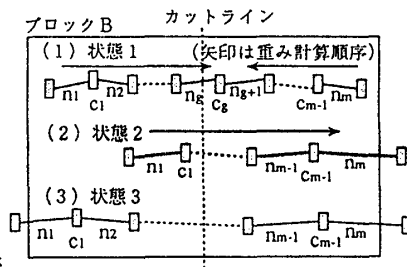 カットライン
ブロックB
(1) 状態1 (矢印は重み計算順序)
n1 C1 n2 ng Cg ng+1 Cm-1 nm
(2) 状態2
n1 C1 nm-1 Cm-1 nm
(3) 状態3
n1 C1 n2 nm-1 Cm-1 nm